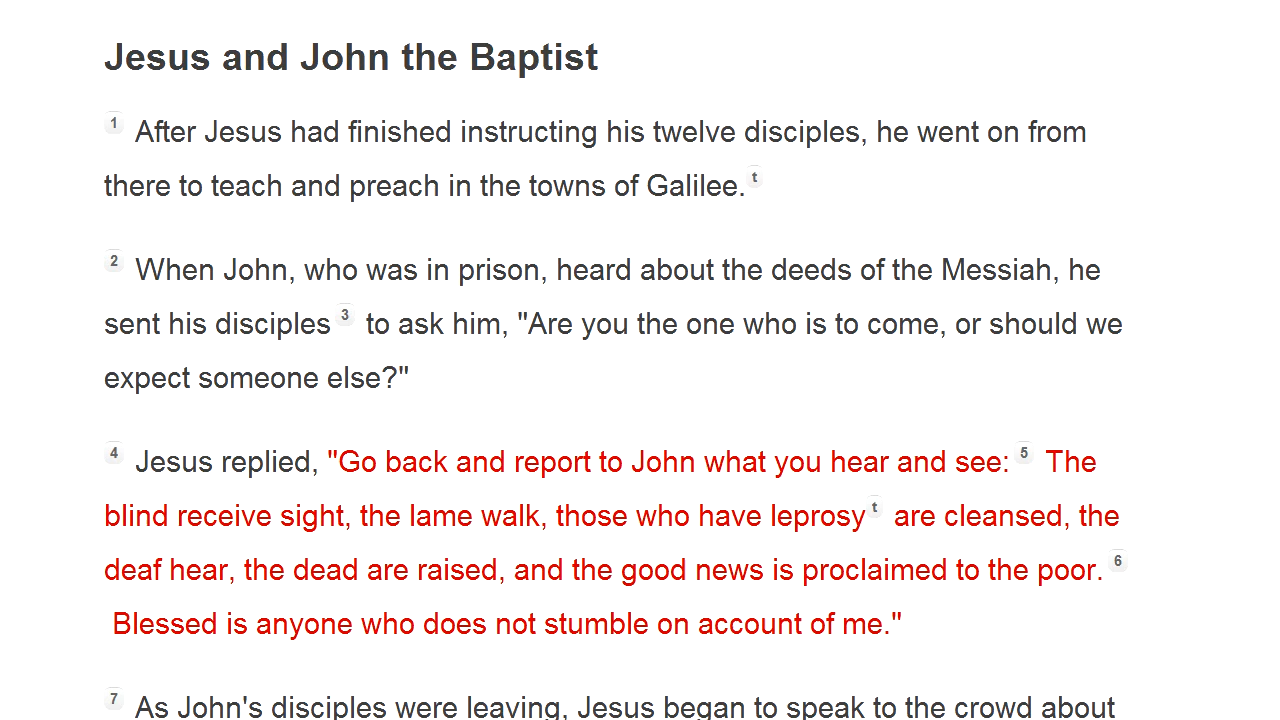 Jesus and John the Baptist
1 After Jesus had finished instructing his twelve disciples, he went on from
there to teach and preach in the towns of Galilee.t
2 When John, who was in prison, heard about the deeds of the Messiah, he
sent his disciples 3 to ask him, "Are you the one who is to come, or should we
expect someone else?"
4 Jesus replied, "Go back and report to John what you hear and see: 5 The
blind receive sight, the lame walk, those who have leprosy t are cleansed, the
deaf hear, the dead are raised, and the good news is proclaimed to the poor. 6
Blessed is anyone who does not stumble on account of me."
7 As John's disciples were leaving, Jesus began to speak to the crowd about